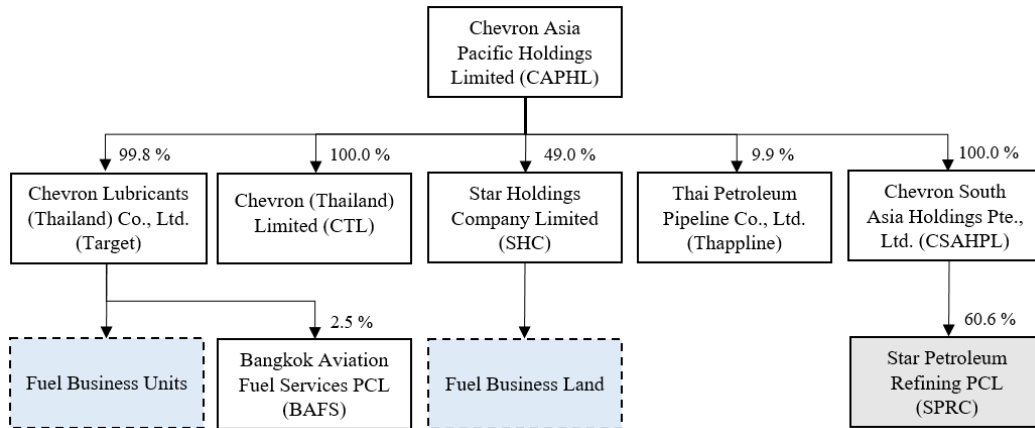 Chevron Asia
Pacific Holdings
Limited (CAPHL)
99.8 %
100.0 %
49.0 %
9.9 %
100.0 %
Chevron Lubricants
(Thailand) Co., Ltd.
(Target)
Chevron (Thailand)
Limited (CTL)
Star Holdings
Company Limited
(SHC)
Thai Petroleum
Pipeline Co., Ltd.
(Thappline)
Chevron South
Asia Holdings Pte.,
Ltd. (CSAHPL)
2.5 %
60.6 %
Fuel Business Units
Bangkok Aviation
Fuel Services PCL
(BAFS)
Fuel Business Land
Star Petroleum
Refining PCL
(SPRC)